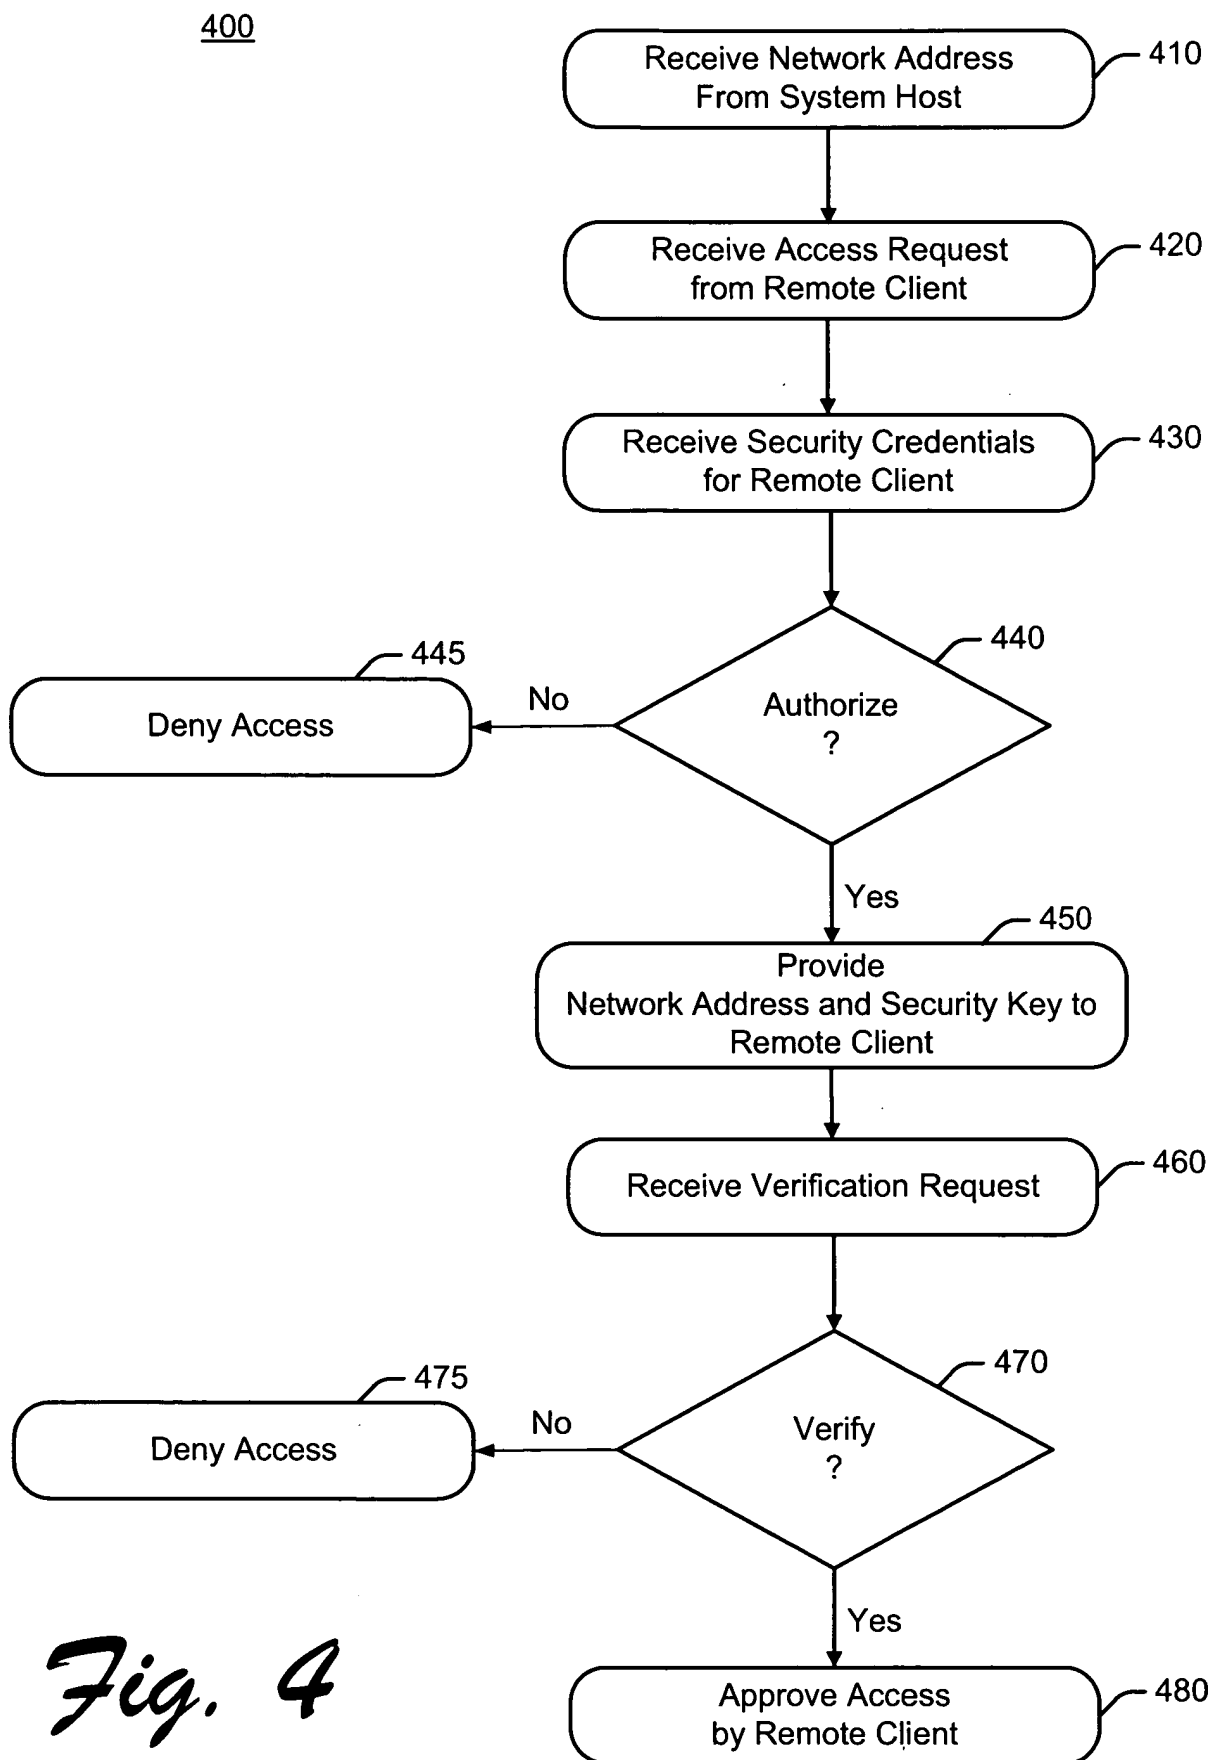 400
Receive Network Address
From System Host
410
Receive Access Request
from Remote Client
420
Receive Security Credentials
for Remote Client
430
440
Authorize
?
445
No
Deny Access
Yes
450
Provide
Network Address and Security Key to
Remote Client
460
Receive Verification Request
470
Verify
?
475
No
Deny Access
Yes
Approve Access
by Remote Client
480
Fig. 4